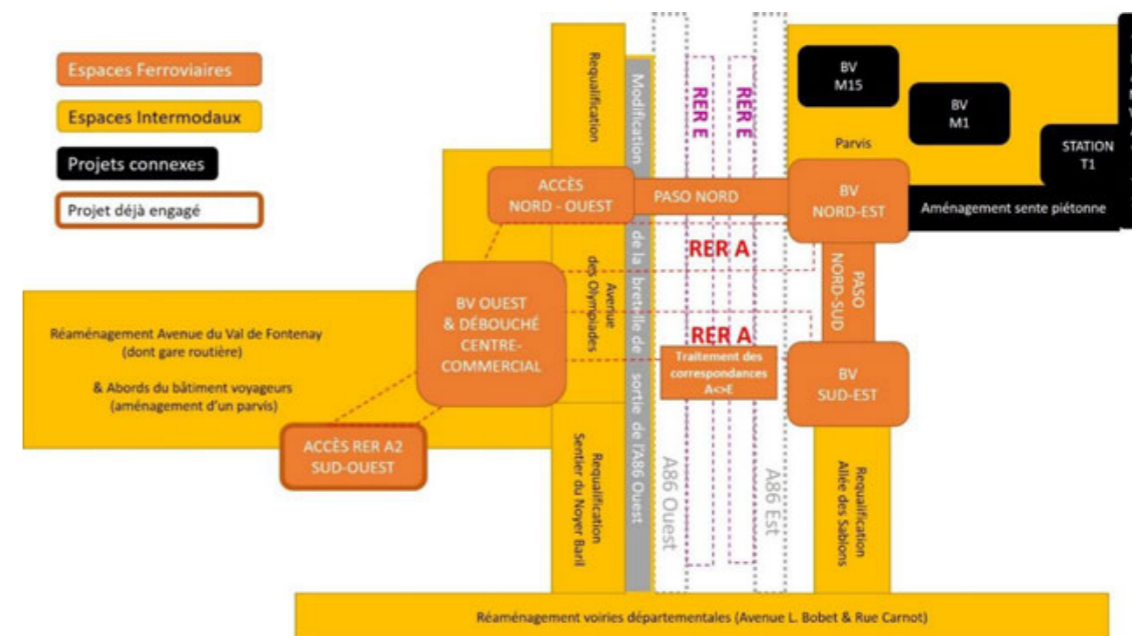 Espaces Ferroviaires
Espaces Intermodaux
Projets connexes
Projet déjà engagé
Requalification
Avenue
des Olympiades
Modification de la bretelle de sortie de l'A86 Ouest
RER E
RER E
BV
M15
BV
M1
STATION
T1
Parvis
ACCÈS
NORD - OUEST
PASO NORD
BV
NORD-EST
Aménagement sente piétonne
RER A
PASO
NORD-SUD
BV OUEST
& DÉBOUCHÉ
CENTRE-
COMMERCIAL
Réaménagement Avenue du Val de Fontenay
(dont gare routière)
& Abords du bâtiment voyageurs
(aménagement d'un parvis)
RER A
Traitement des
correspondances
A<>E
BV
SUD-EST
ACCÈS RER A2
SUD-OUEST
Requalification
Sentier du Noyer Baril
A86 Ouest
A86 Est
Requalification
Allée des Sablons
Réaménagement voiries départementales (Avenue L. Bobet & Rue Carnot)